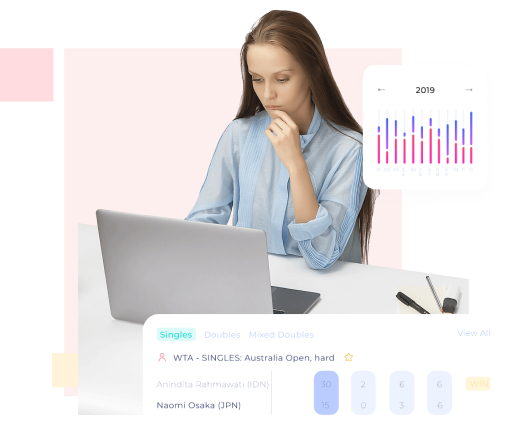 ← 2019 →
Singles Doubles Mixed Doubles View All
WTA - SINGLES: Australia Open, hard
Anindita Rahmawati (IDN) 30 2 6 6 WIN
Naomi Osaka (JPN) 15 0 3 6